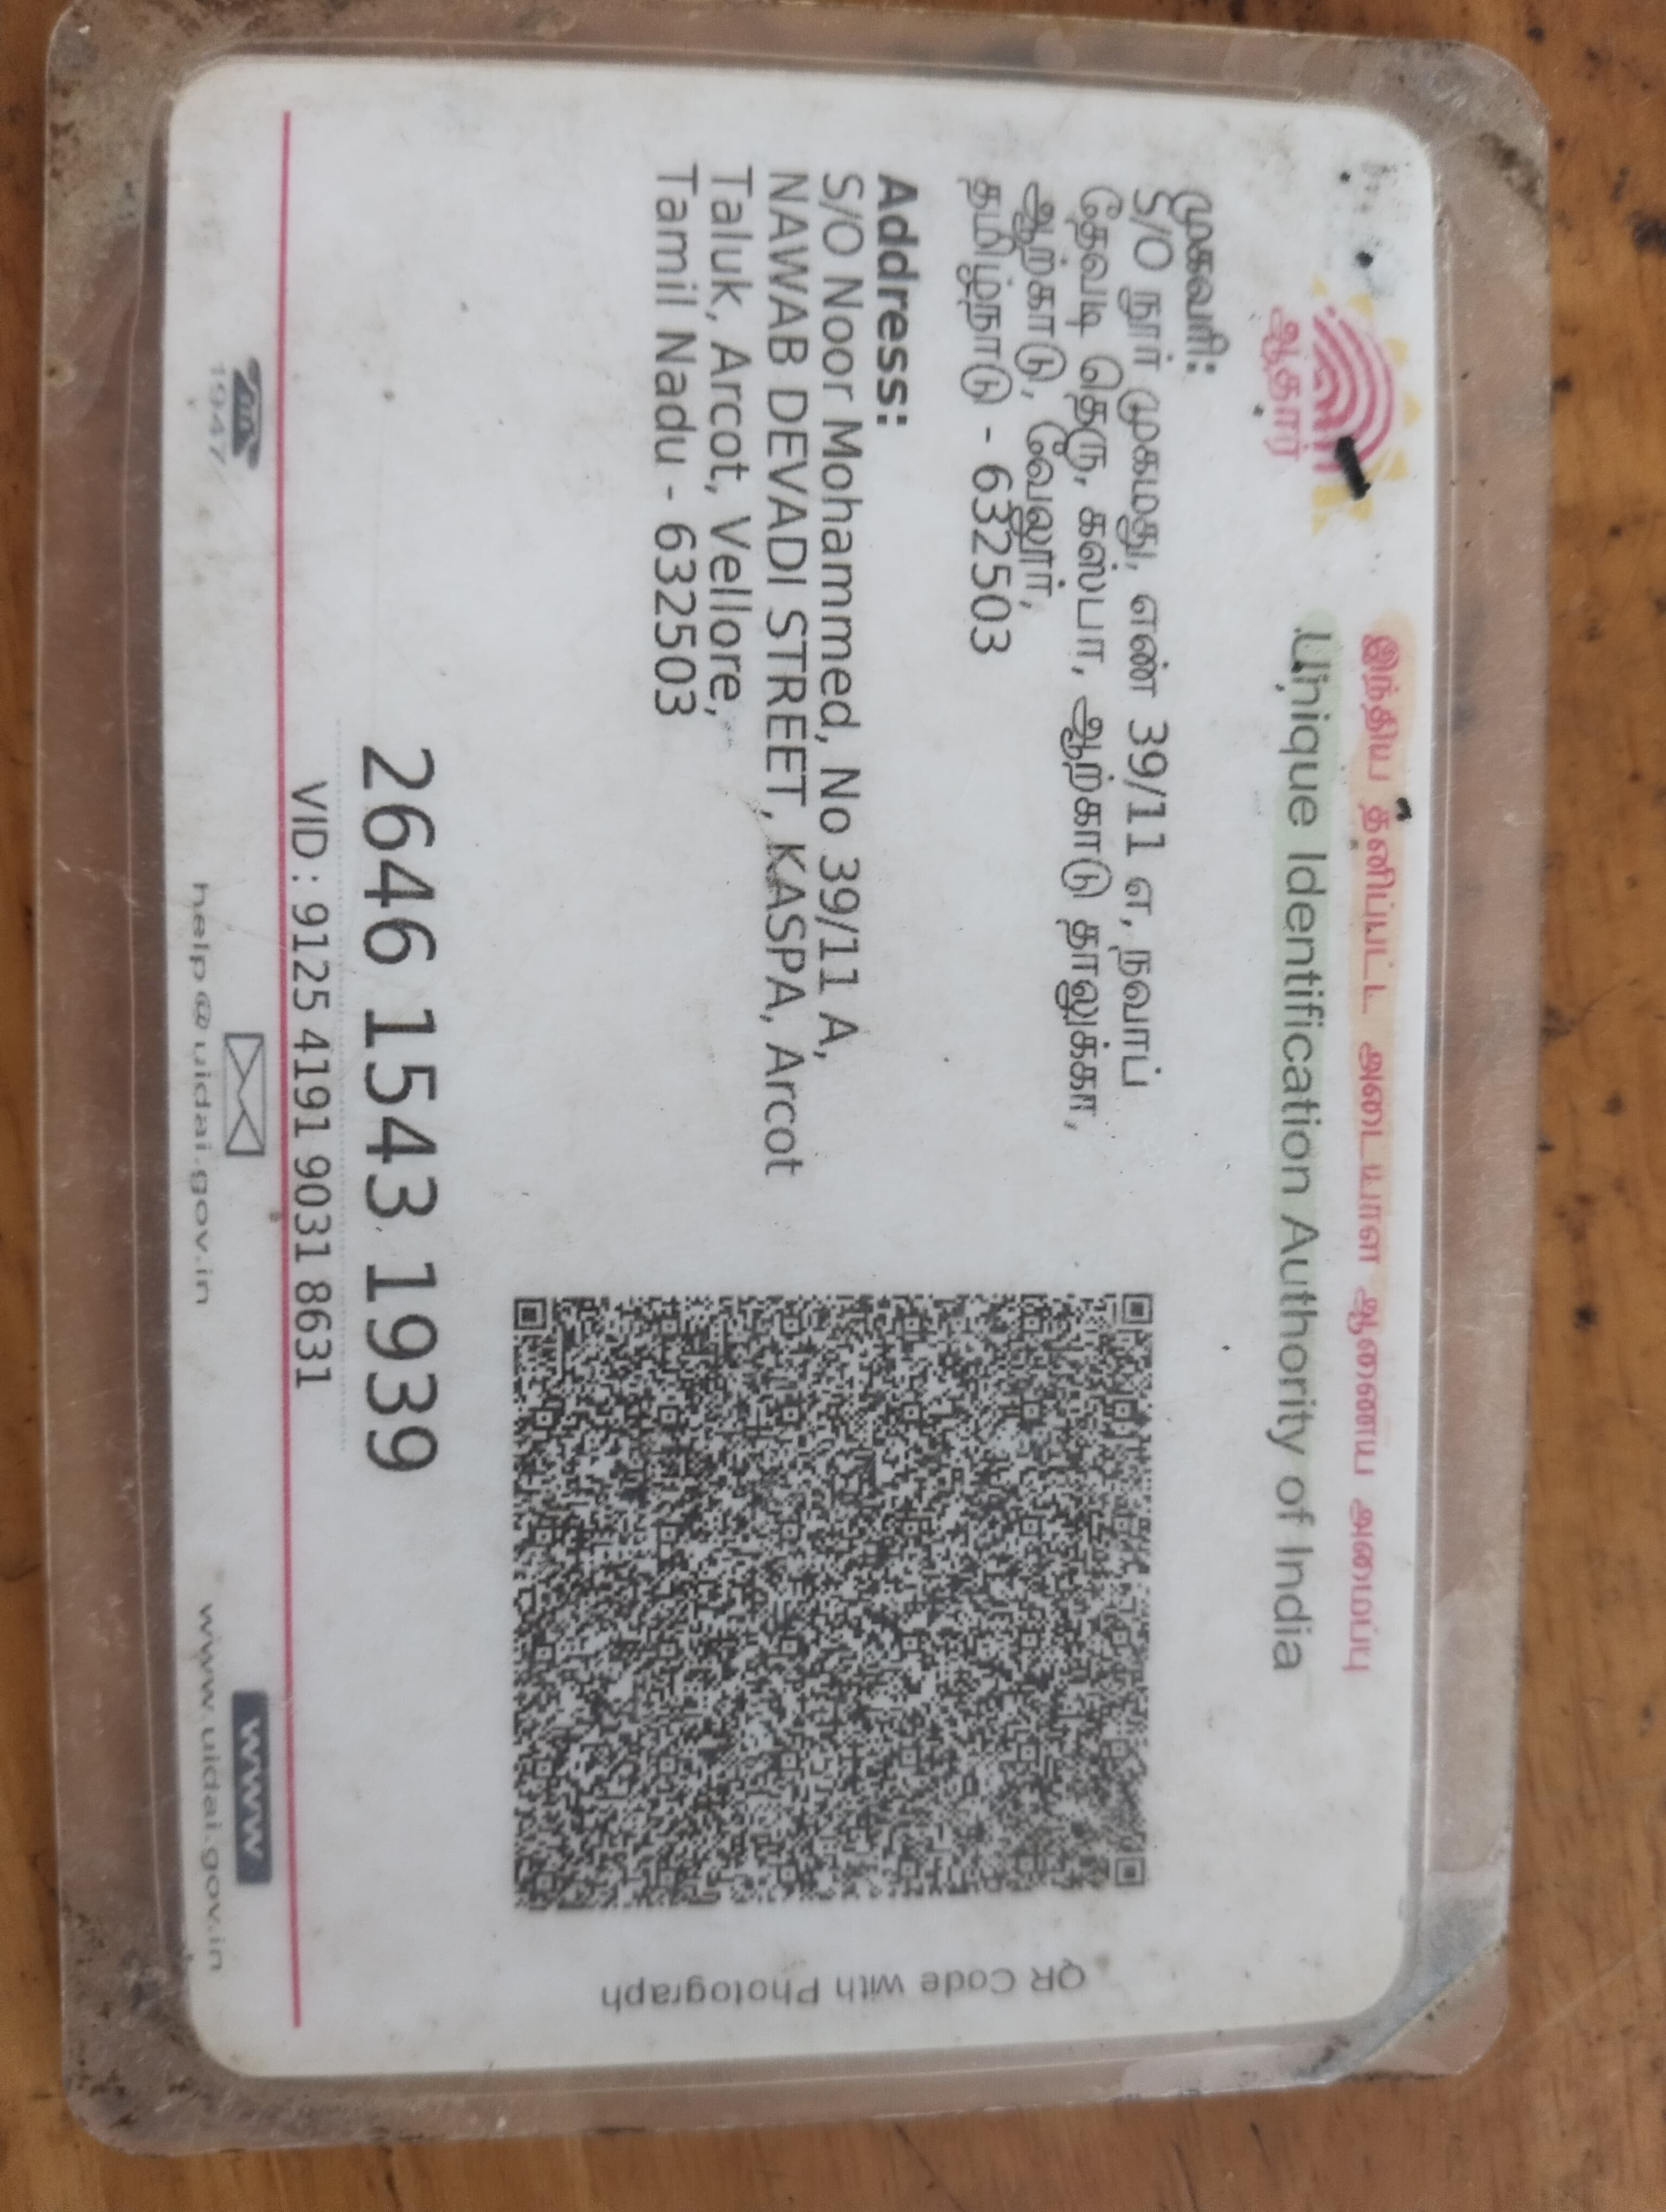 ஆதார்
இந்திய தனிப்பட்ட அடையாள ஆணைய அமைப்பு
Unique Identification Authority of India
முகவரி:
S/O நூர் முகமது, எண் 39/11 எ, நவாப்
தேவடி தெரு, கஸ்பா, ஆற்காடு தாலுக்கா,
ஆற்காடு, வேலூர்,
தமிழ்நாடு - 632503
Address:
S/O Noor Mohammed, No 39/11 A,
NAWAB DEVADI STREET, KASPA, Arcot
Taluk, Arcot, Vellore,
Tamil Nadu - 632503
QR Code with Photograph
2646 1543 1939
VID : 9125 4191 9031 8631
1947
help@uidai.gov.in
www
www.uidai.gov.in